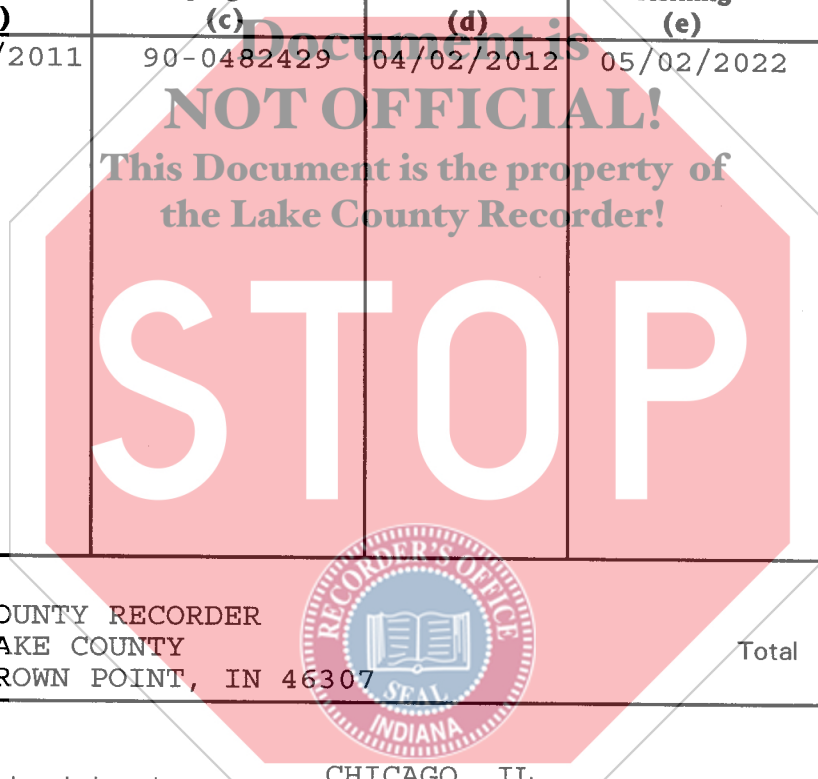 (c) (d) (e)
Document is
/2011 90-0482429 04/02/2012 05/02/2022
NOT OFFICIAL!
This Document is the property of
the Lake County Recorder!
STOP
RECORDER'S OFFICE
OUNTY RECORDER
AKE COUNTY
Total
ROWN POINT, IN 46307
SEAL
INDIANA
CHICAGO, IL